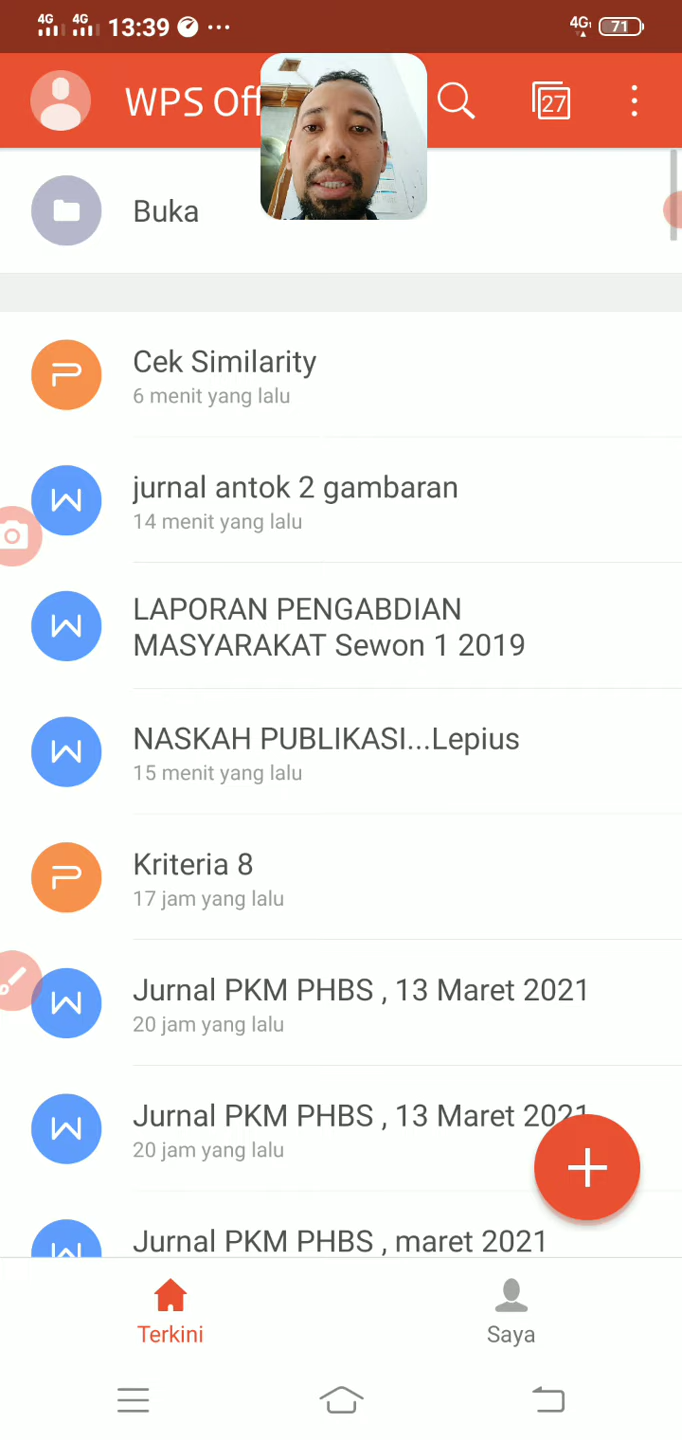 4G 4G 13:39 4G 71
WPS Off
27
Buka
Cek Similarity
6 menit yang lalu
jurnal antok 2 gambaran
14 menit yang lalu
LAPORAN PENGABDIAN
MASYARAKAT Sewon 1 2019
NASKAH PUBLIKASI...Lepius
15 menit yang lalu
Kriteria 8
17 jam yang lalu
Jurnal PKM PHBS , 13 Maret 2021
20 jam yang lalu
Jurnal PKM PHBS , 13 Maret 2021
20 jam yang lalu
Jurnal PKM PHBS , maret 2021
Terkini
Saya